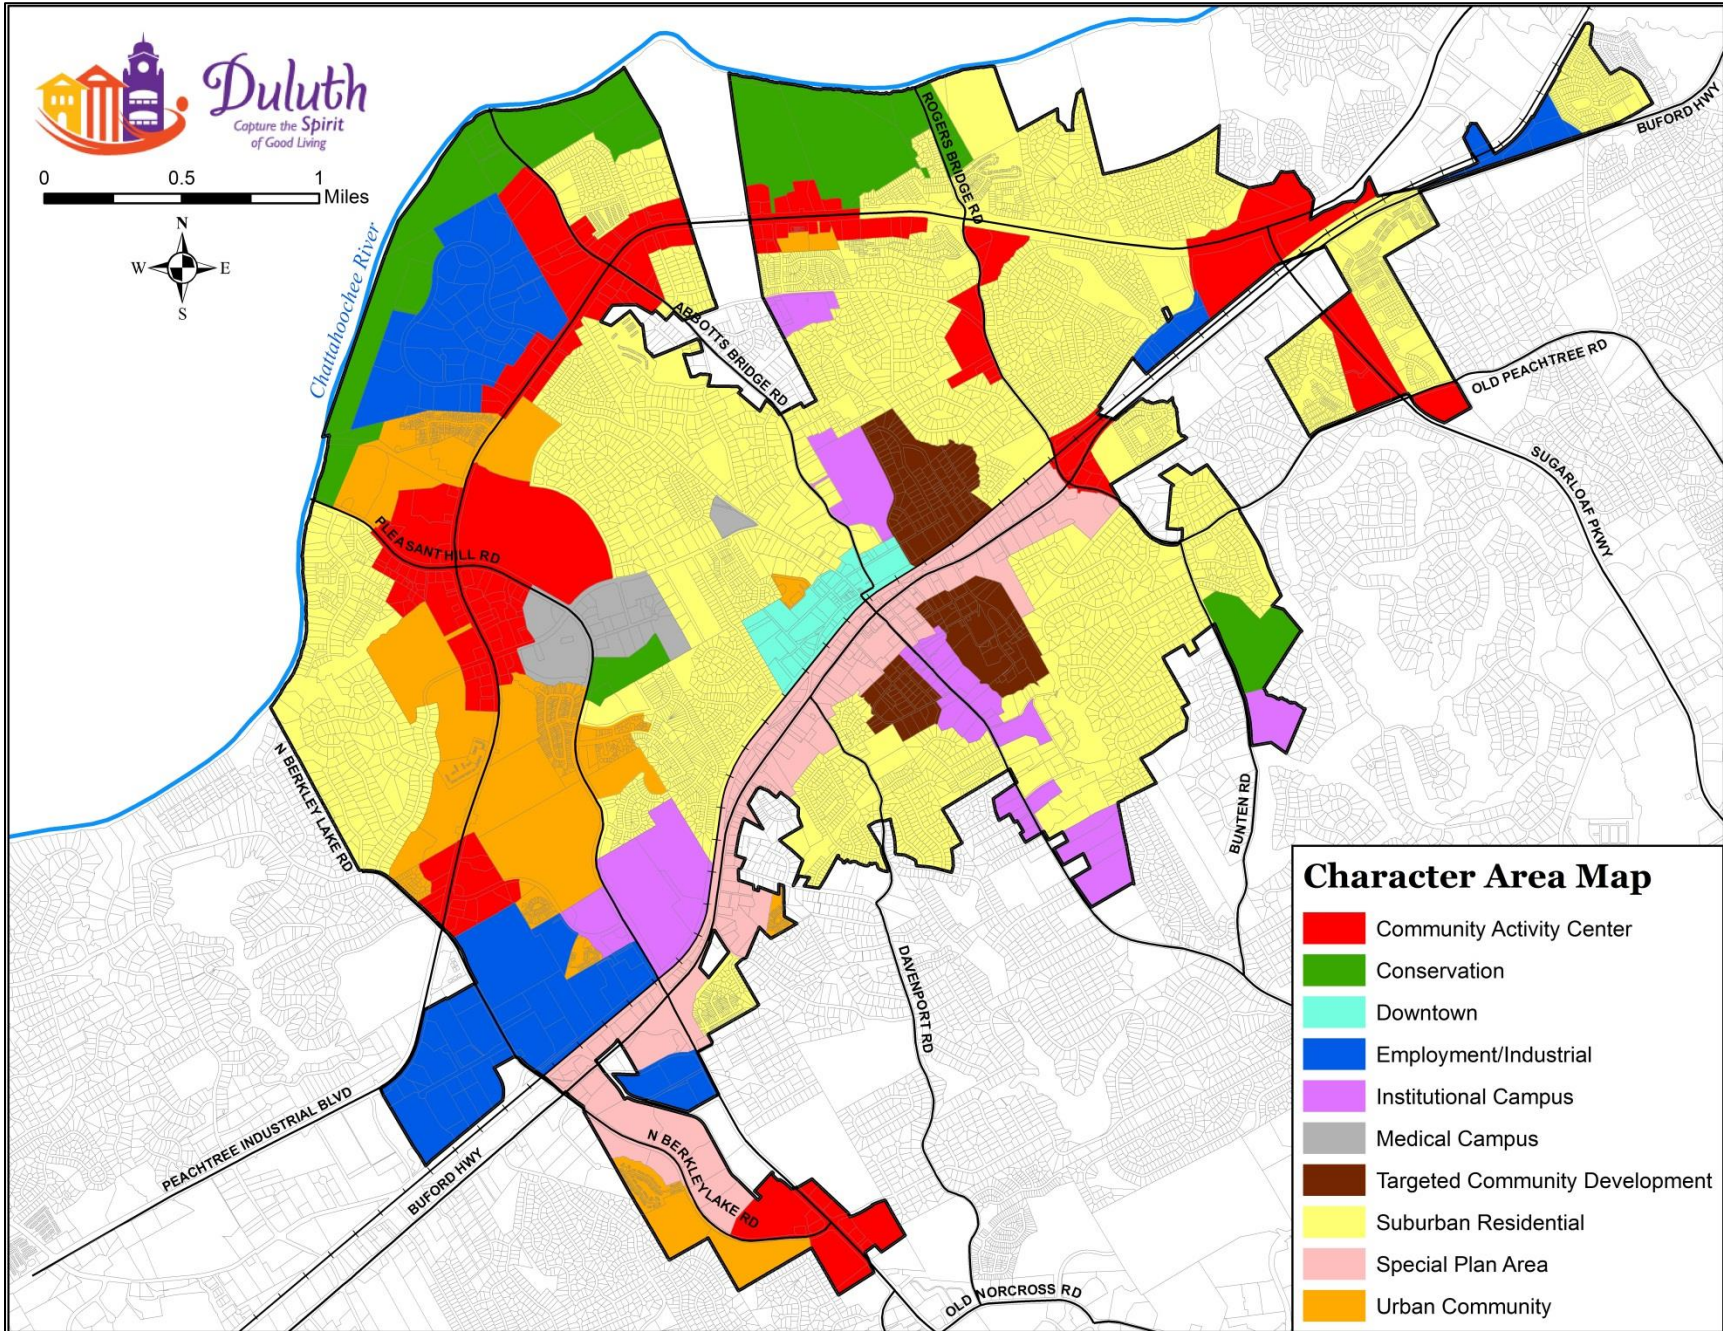 Duluth
Capture the Spirit
of Good Living
0 0.5 1
Miles
N
W E
S
Chattahoochee River
ROGERS BRIDGE RD
BUFORD HWY
ABBOTTS BRIDGE RD
OLD PEACHTREE RD
SUGARLOAF PKWY
PLEASANT HILL RD
N BERKLEY LAKE RD
BUNTEN RD
DAVENPORT RD
PEACHTREE INDUSTRIAL BLVD
BUFORD HWY
N BERKLEY LAKE RD
OLD NORCROSS RD
Character Area Map
Community Activity Center
Conservation
Downtown
Employment/Industrial
Institutional Campus
Medical Campus
Targeted Community Development
Suburban Residential
Special Plan Area
Urban Community